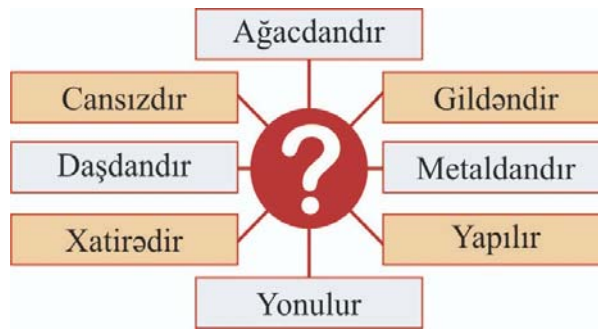 Ağacdandır
Cansızdır
Gildəndir
Daşdandır
?
Metaldandır
Xatirədir
Yapılır
Yonulur